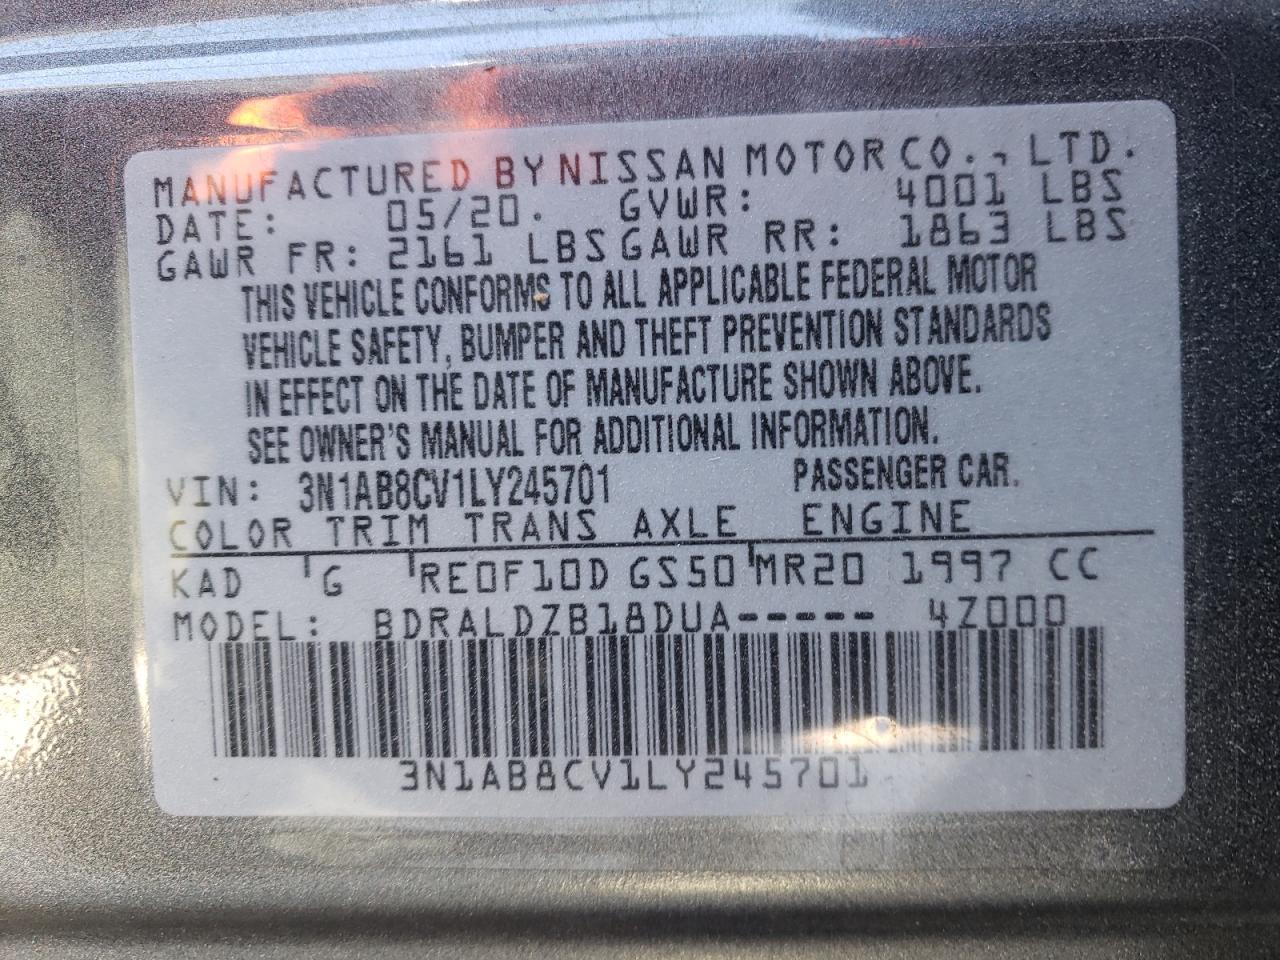 MANUFACTURED BY NISSAN MOTOR CO., LTD.
DATE: 05/20. GVWR: 4001 LBS
GAWR FR: 2161 LBS GAWR RR: 1863 LBS
THIS VEHICLE CONFORMS TO ALL APPLICABLE FEDERAL MOTOR
VEHICLE SAFETY, BUMPER AND THEFT PREVENTION STANDARDS
IN EFFECT ON THE DATE OF MANUFACTURE SHOWN ABOVE.
SEE OWNER'S MANUAL FOR ADDITIONAL INFORMATION.
VIN: 3N1AB8CV1LY245701 PASSENGER CAR.
COLOR TRIM TRANS AXLE ENGINE
KAD G RE0F10D GS50 MR20 1997 CC
MODEL: BDRALDZB18DUA----- 4Z000
3N1AB8CV1LY245701